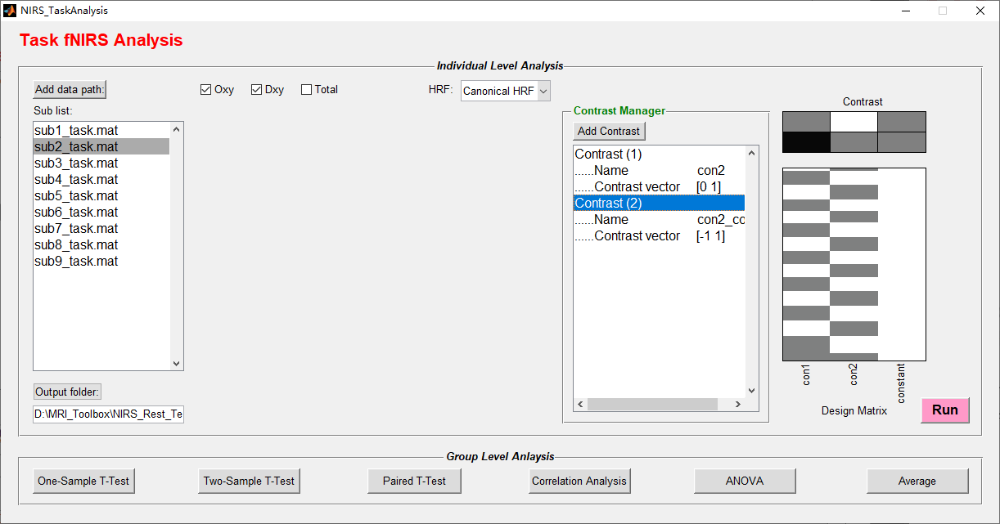 NIRS_TaskAnalysis
Task fNIRS Analysis
Individual Level Analysis
Add data path:
Oxy
Dxy
Total
HRF:
Canonical HRF
Sub list:
sub1_task.mat
sub2_task.mat
sub3_task.mat
sub4_task.mat
sub5_task.mat
sub6_task.mat
sub7_task.mat
sub8_task.mat
sub9_task.mat
Output folder:
D:\MRI_Toolbox\NIRS_Rest_Te
Contrast Manager
Add Contrast
Contrast (1)
......Name con2
......Contrast vector [0 1]
Contrast (2)
......Name con2_co
......Contrast vector [-1 1]
Contrast
con1
con2
constant
Design Matrix
Run
Group Level Anlaysis
One-Sample T-Test
Two-Sample T-Test
Paired T-Test
Correlation Analysis
ANOVA
Average